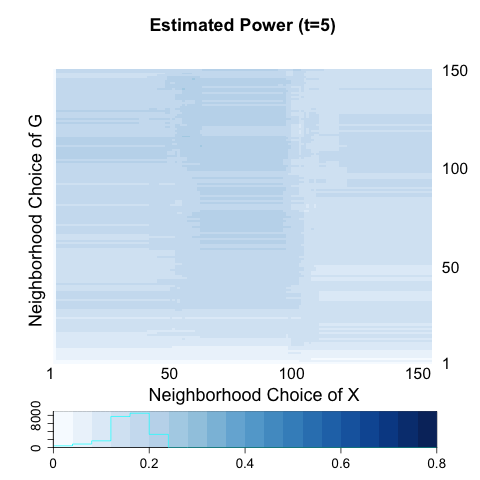 Estimated Power (t=5)
Neighborhood Choice of G
150
100
50
1
1 50 100 150
Neighborhood Choice of X
0 8000
0 0.2 0.4 0.6 0.8